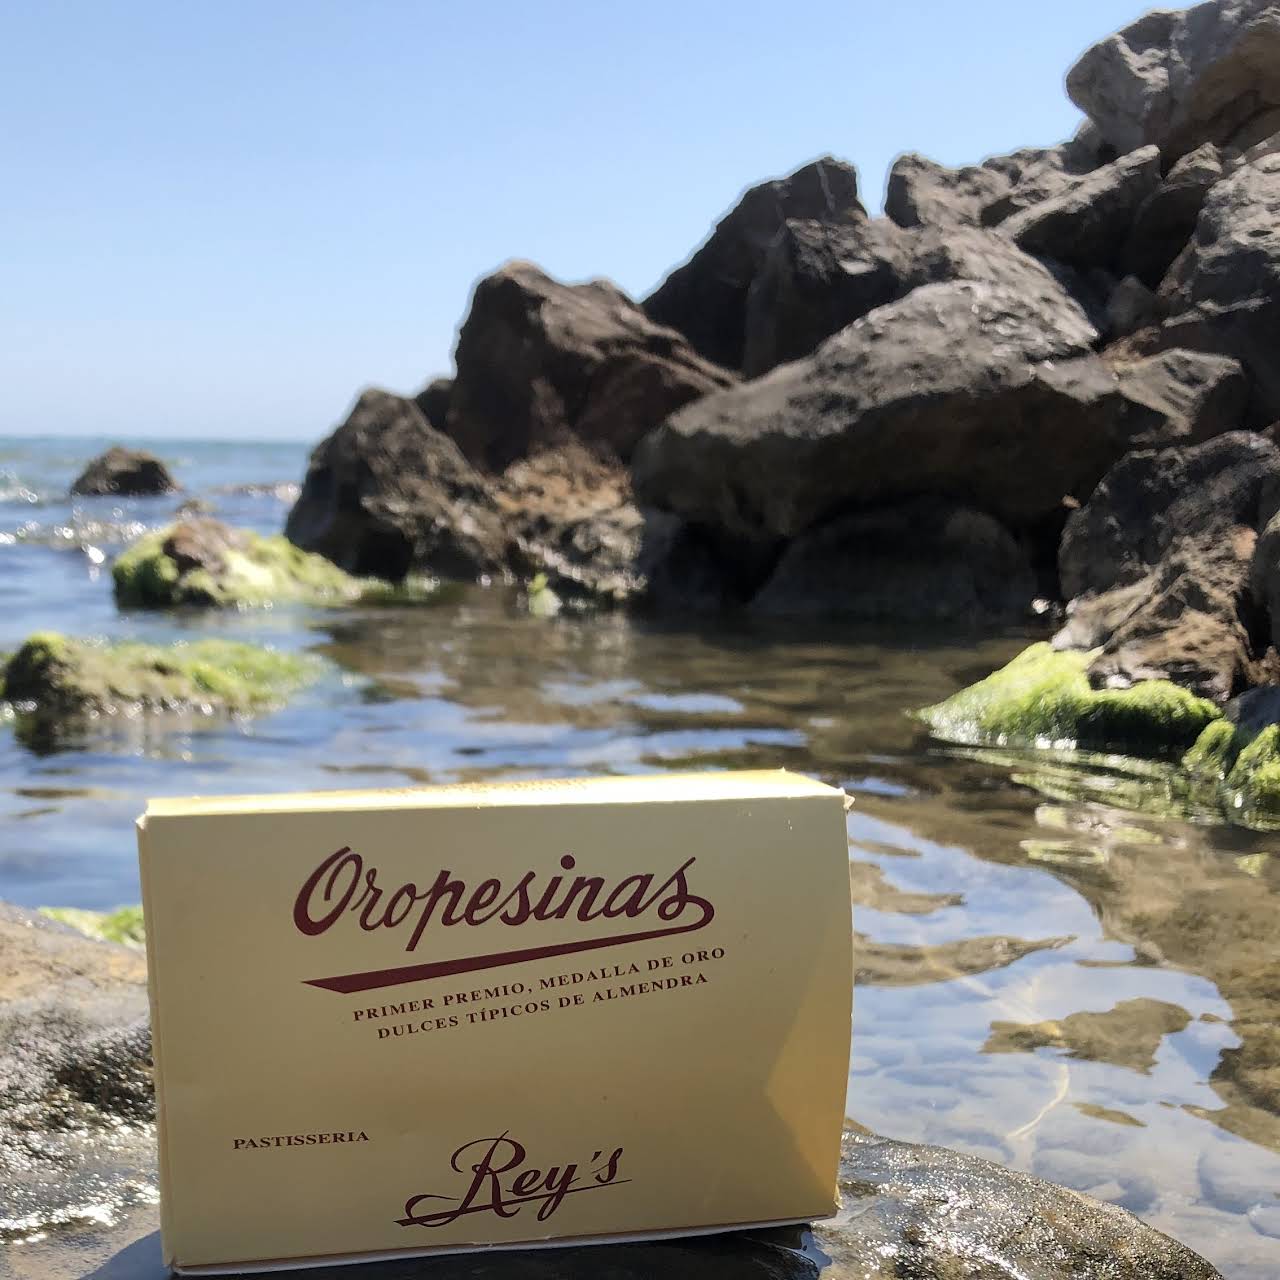 Oropesinas
PRIMER PREMIO, MEDALLA DE ORO
DULCES TÍPICOS DE ALMENDRA
PASTISSERIA
Rey's